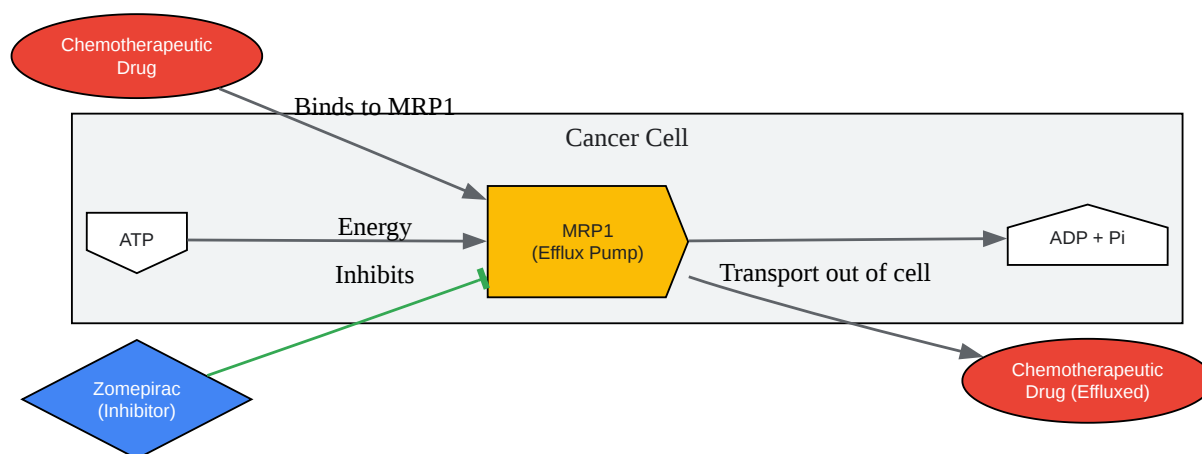 Chemotherapeutic
Drug
Binds to MRP1
Cancer Cell
ATP
Energy
MRP1
(Efflux Pump)
ADP + Pi
Inhibits
Transport out of cell
Zomepirac
(Inhibitor)
Chemotherapeutic
Drug (Effluxed)